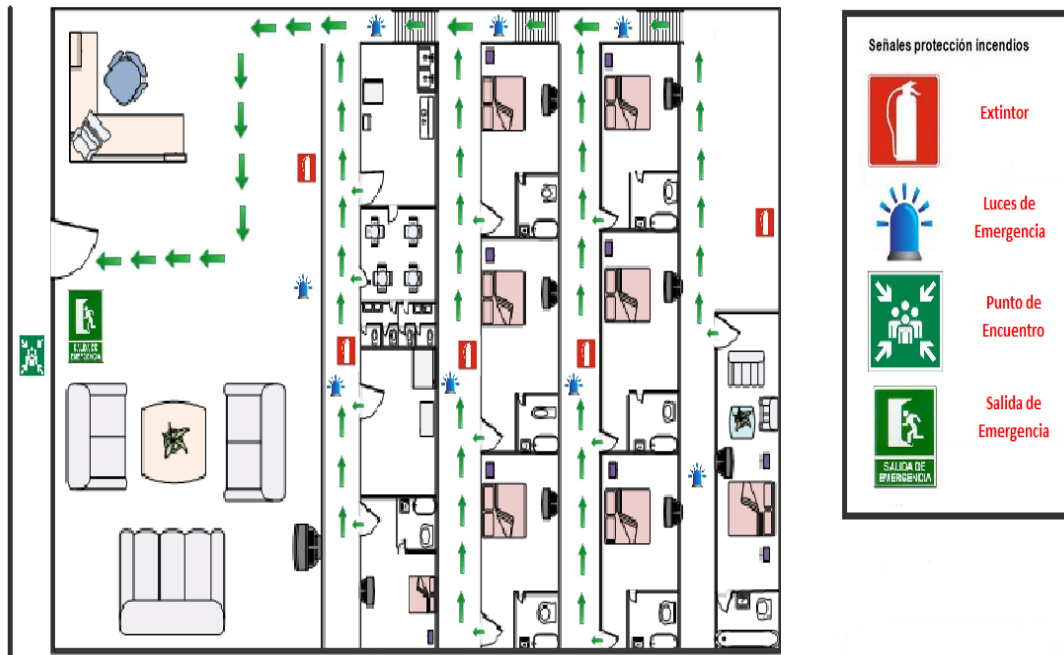 SALIDA DE
EMERGENCIA
Señales protección incendios
Extintor
Luces de
Emergencia
Punto de
Encuentro
Salida de
Emergencia
SALIDA DE
EMERGENCIA